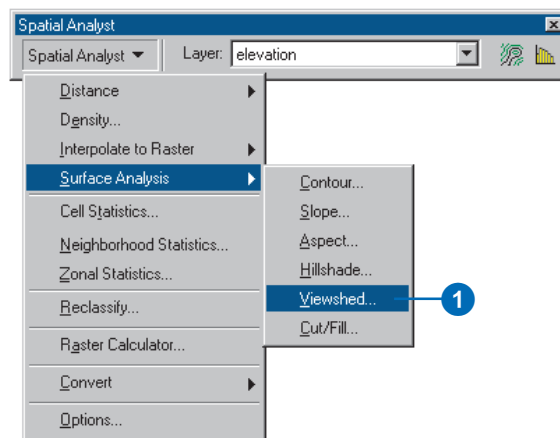 Spatial Analyst
Spatial Analyst Layer: elevation
Distance
Density...
Interpolate to Raster
Surface Analysis
Cell Statistics...
Neighborhood Statistics...
Zonal Statistics...
Reclassify...
Raster Calculator...
Convert
Options...
Contour...
Slope...
Aspect...
Hillshade...
Viewshed... 1
Cut/Fill...